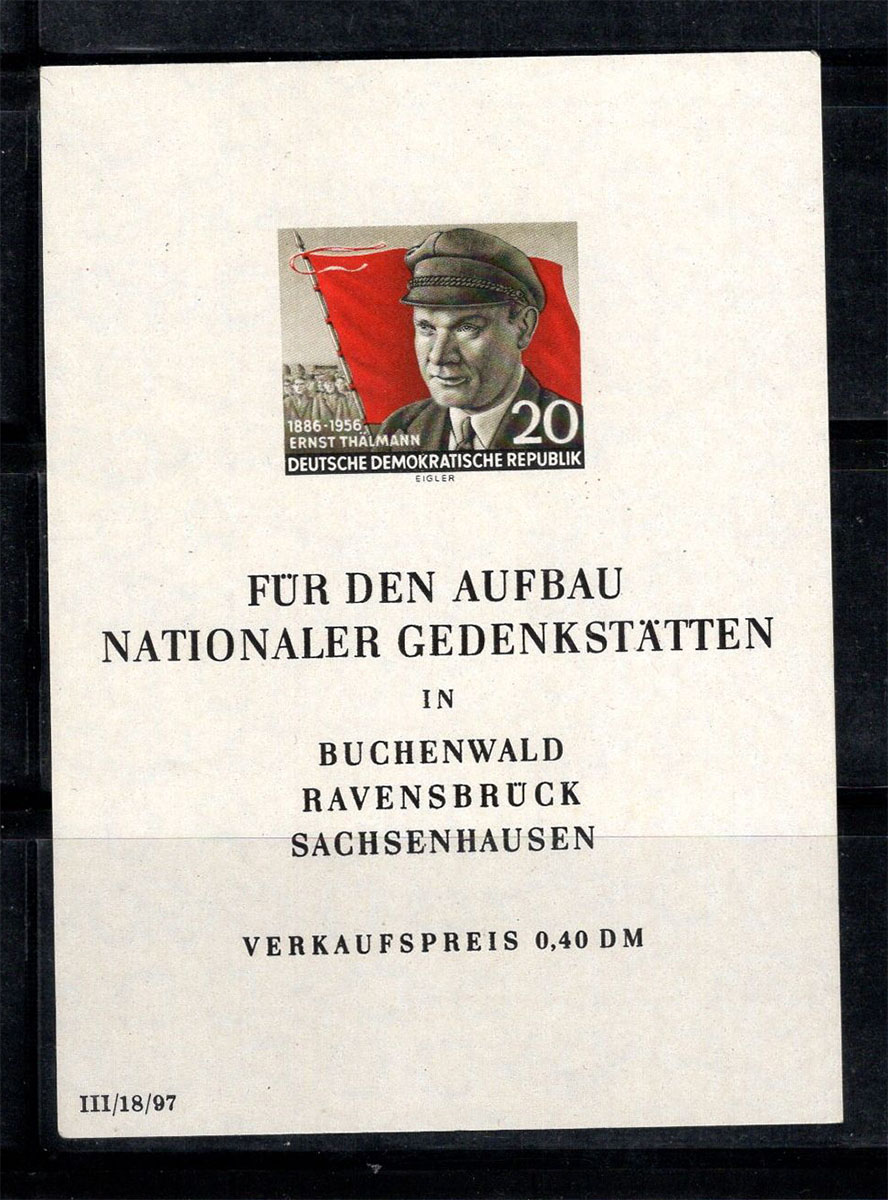 1886-1956
ERNST THÄLMANN
20
DEUTSCHE DEMOKRATISCHE REPUBLIK
EIGLER
FÜR DEN AUFBAU
NATIONALER GEDENKSTÄTTEN
IN
BUCHENWALD
RAVENSBRÜCK
SACHSENHAUSEN
VERKAUFSPREIS 0,40 DM
III/18/97